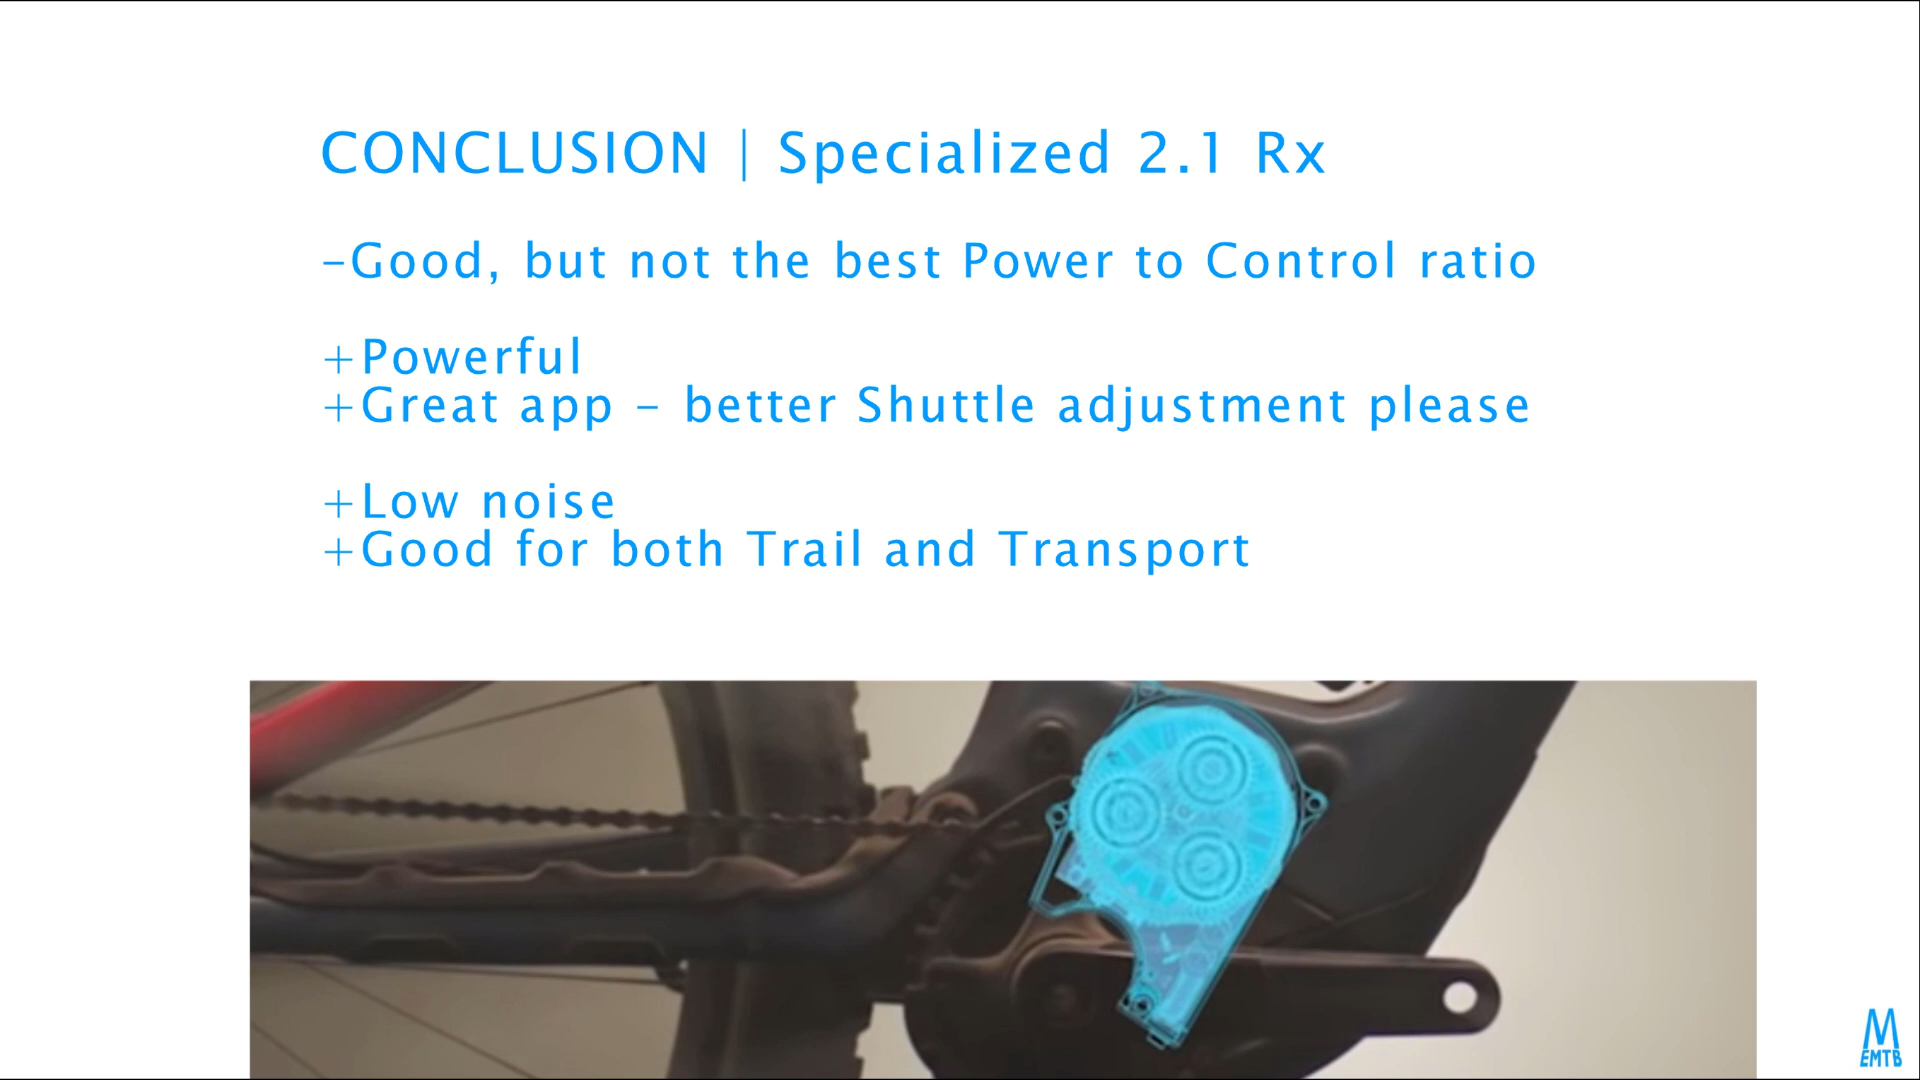 CONCLUSION | Specialized 2.1 Rx
-Good, but not the best Power to Control ratio
+Powerful
+Great app - better Shuttle adjustment please
+Low noise
+Good for both Trail and Transport
M
EMTB